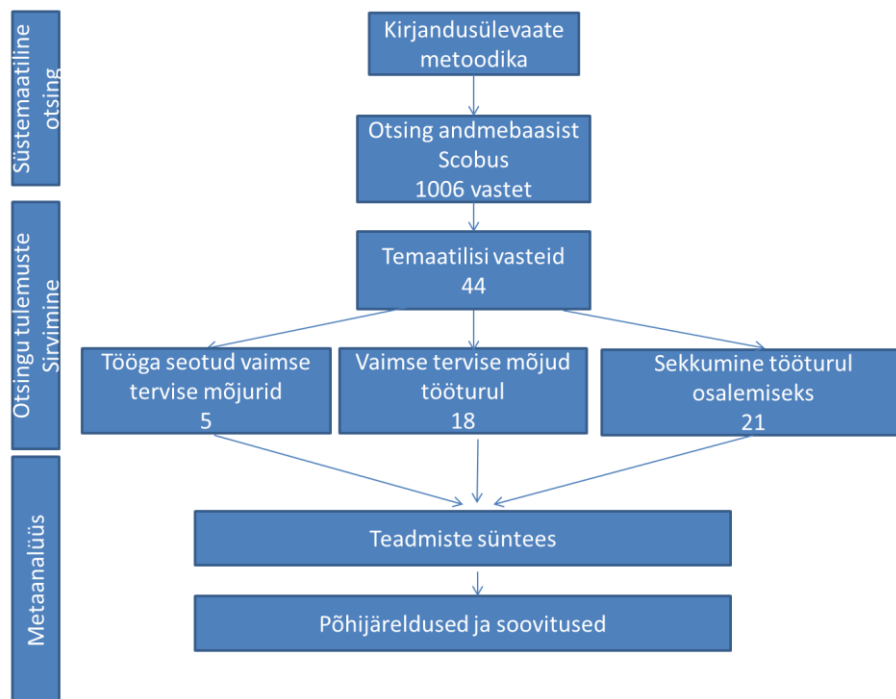 Süstemaatiline
otsing
Kirjandusülevaate
metoodika
Otsing andmebaasist
Scobus
1006 vastet
Otsingu tulemuste
Sirvimine
Temaatilisi vasteid
44
Tööga seotud vaimse
tervise mõjurid
5
Vaimse tervise mõjud
tööturul
18
Sekkumine tööturul
osalemiseks
21
Metaanalüüs
Teadmiste süntees
Põhijäreldused ja soovitused